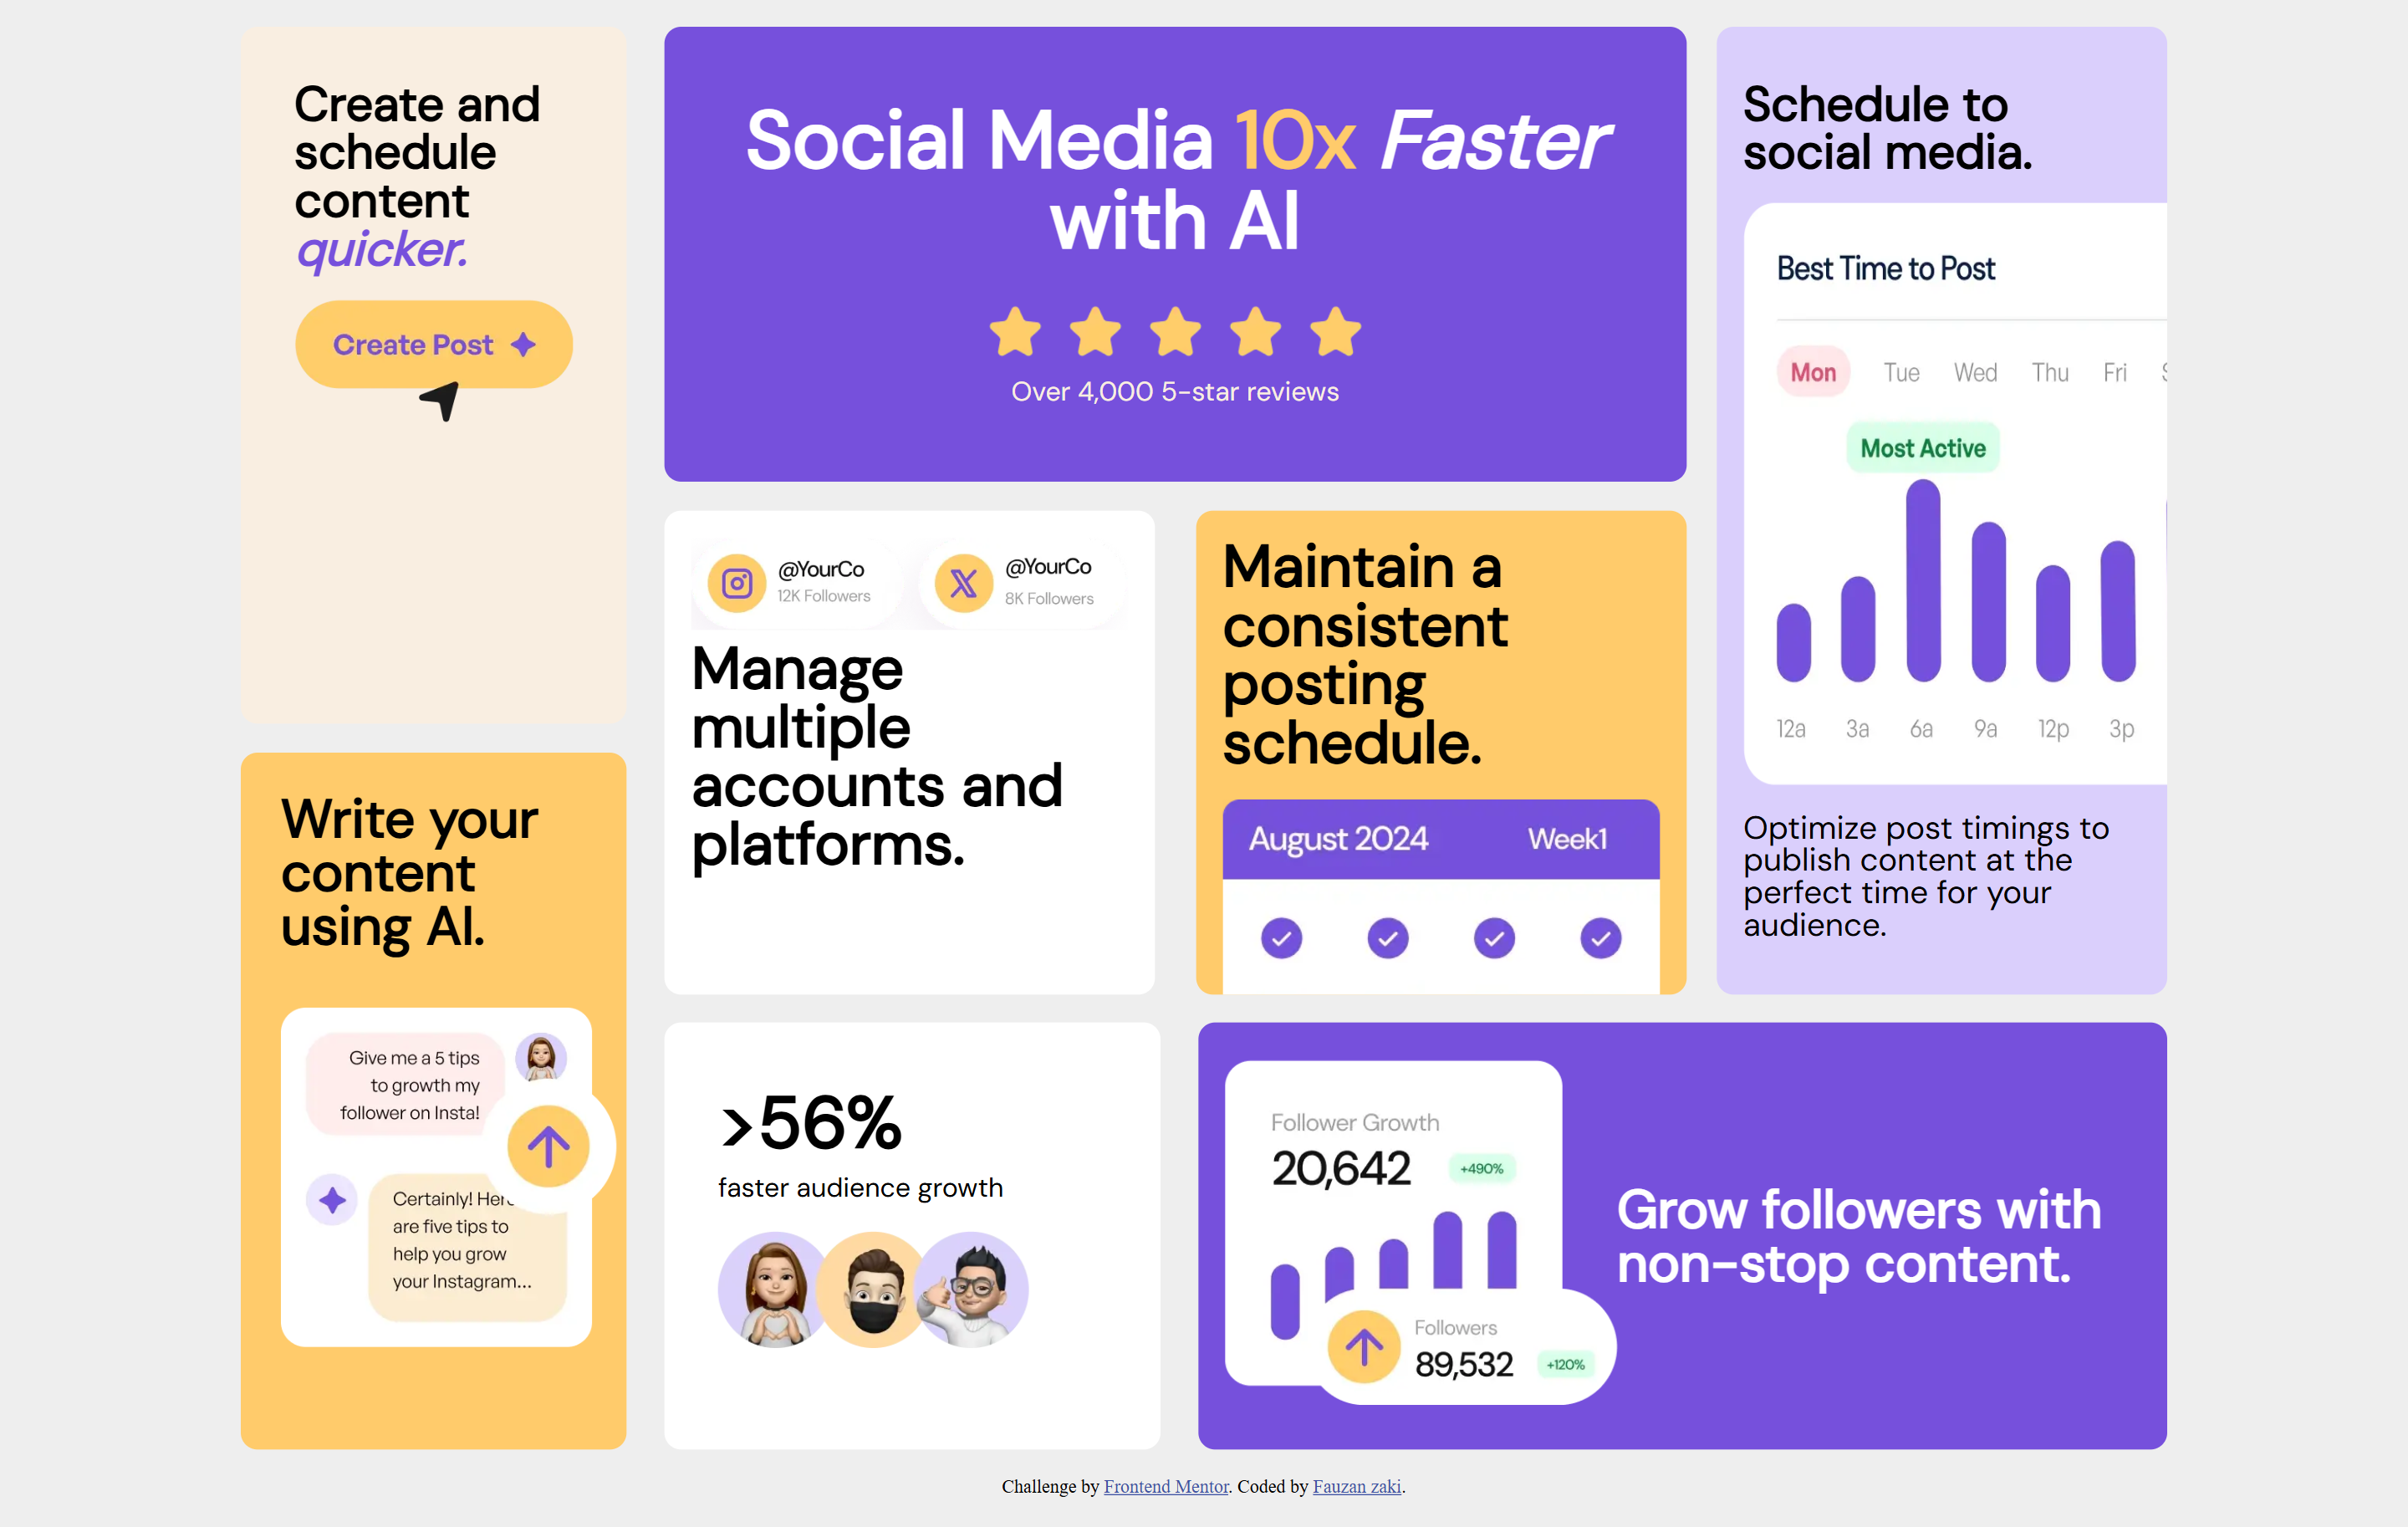 Create and
schedule
content
quicker.
Create Post
Social Media 10x Faster
with AI
Over 4,000 5-star reviews
Schedule to
social media.
Best Time to Post
Mon Tue Wed Thu Fri
Most Active
12a 3a 6a 9a 12p 3p
Optimize post timings to
publish content at the
perfect time for your
audience.
@YourCo
12K Followers
@YourCo
8K Followers
Manage
multiple
accounts and
platforms.
Maintain a
consistent
posting
schedule.
August 2024 Week1
Write your
content
using AI.
Give me a 5 tips
to growth my
follower on Insta!
Certainly! Here
are five tips to
help you grow
your Instagram...
>56%
faster audience growth
Follower Growth
20,642 +490%
Followers
89,532 +120%
Grow followers with
non-stop content.
Challenge by Frontend Mentor. Coded by Fauzan zaki.